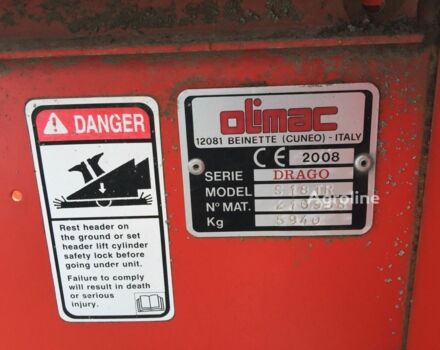 DANGER
Rest header on
the ground or set
header lift cylinder
safety lock before
going under unit.
Failure to comply
will result in death
or serious
injury.
olimac
12081 BEINETTE (CUNEO) - ITALY
CE 2008
SERIE DRAGO
MODEL S18TR
N° MAT.
Kg 5940
Agroline